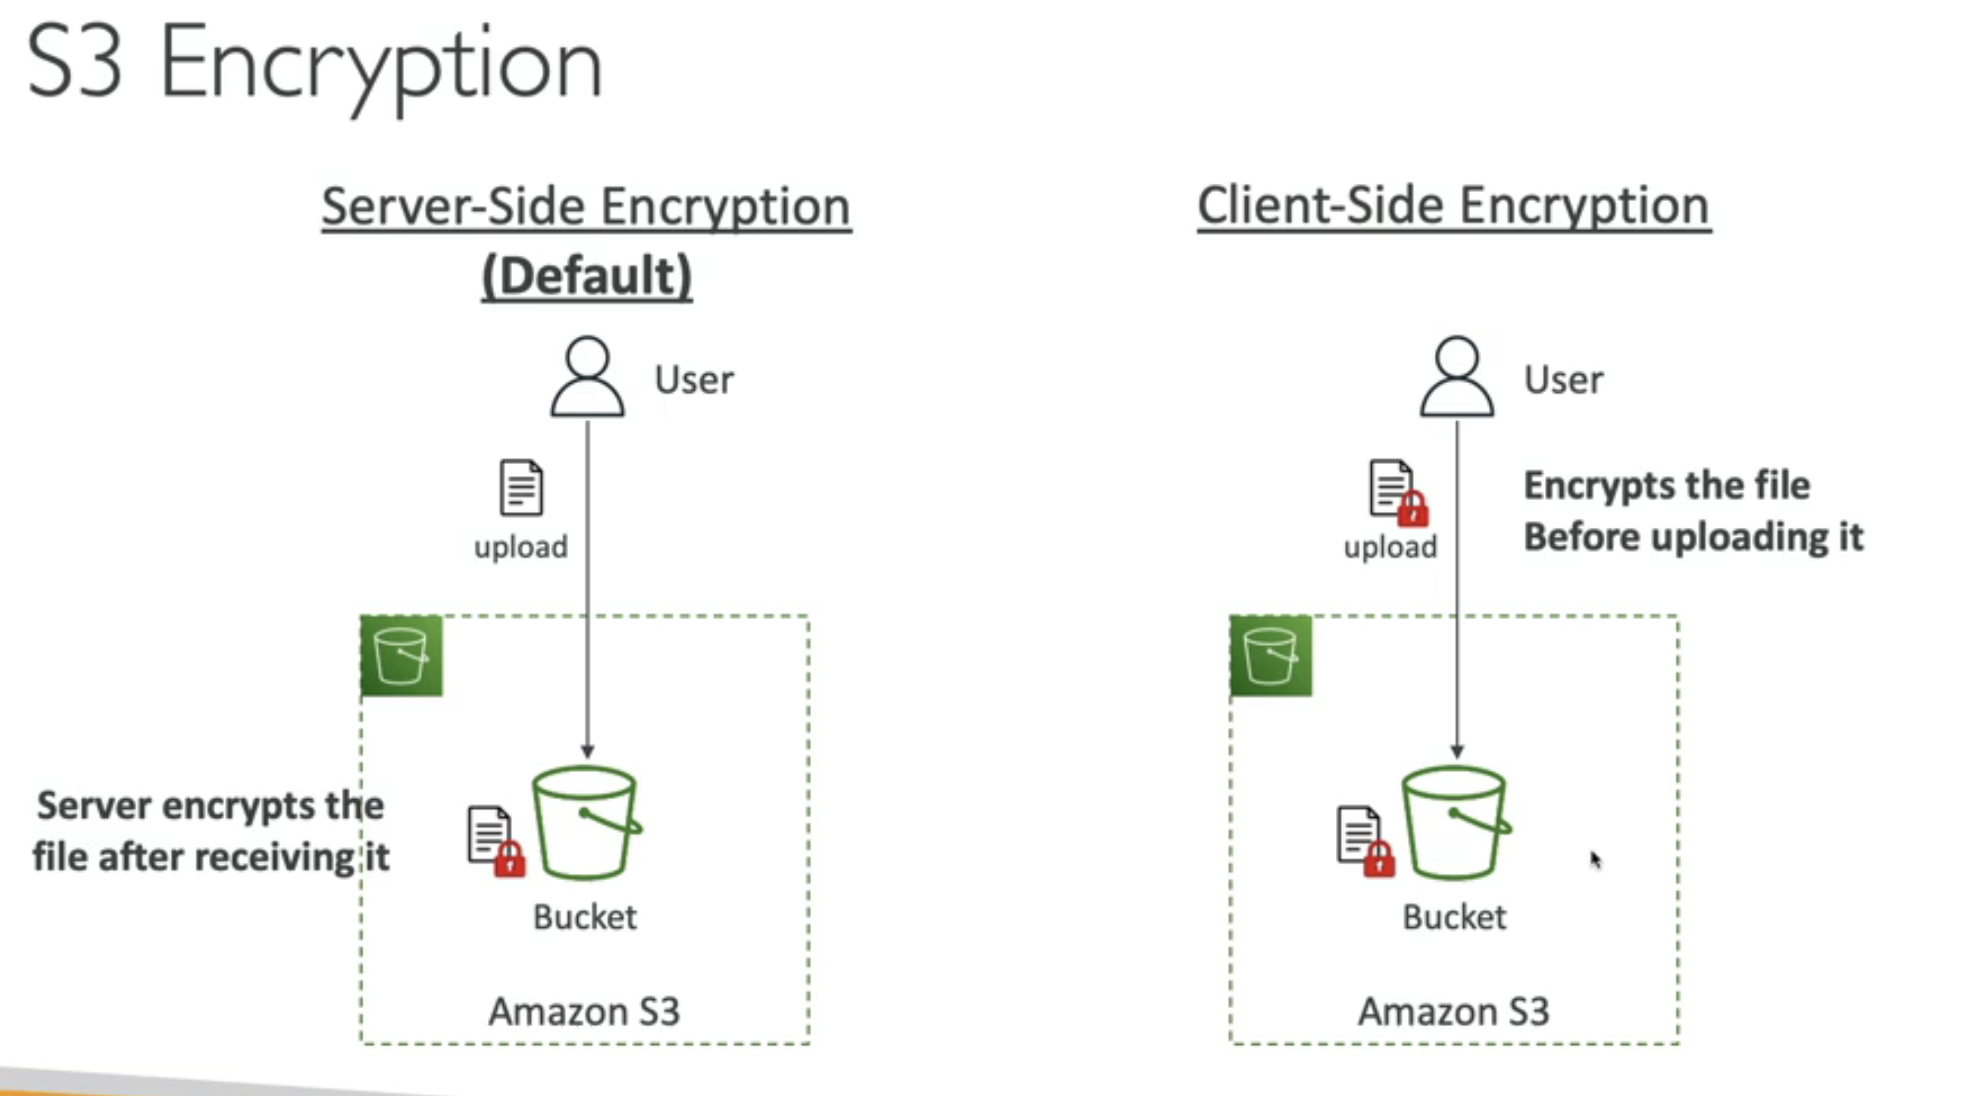 S3 Encryption
Server-Side Encryption
(Default)
User
upload
Server encrypts the
file after receiving it
Bucket
Amazon S3
Client-Side Encryption
User
Encrypts the file
Before uploading it
upload
Bucket
Amazon S3